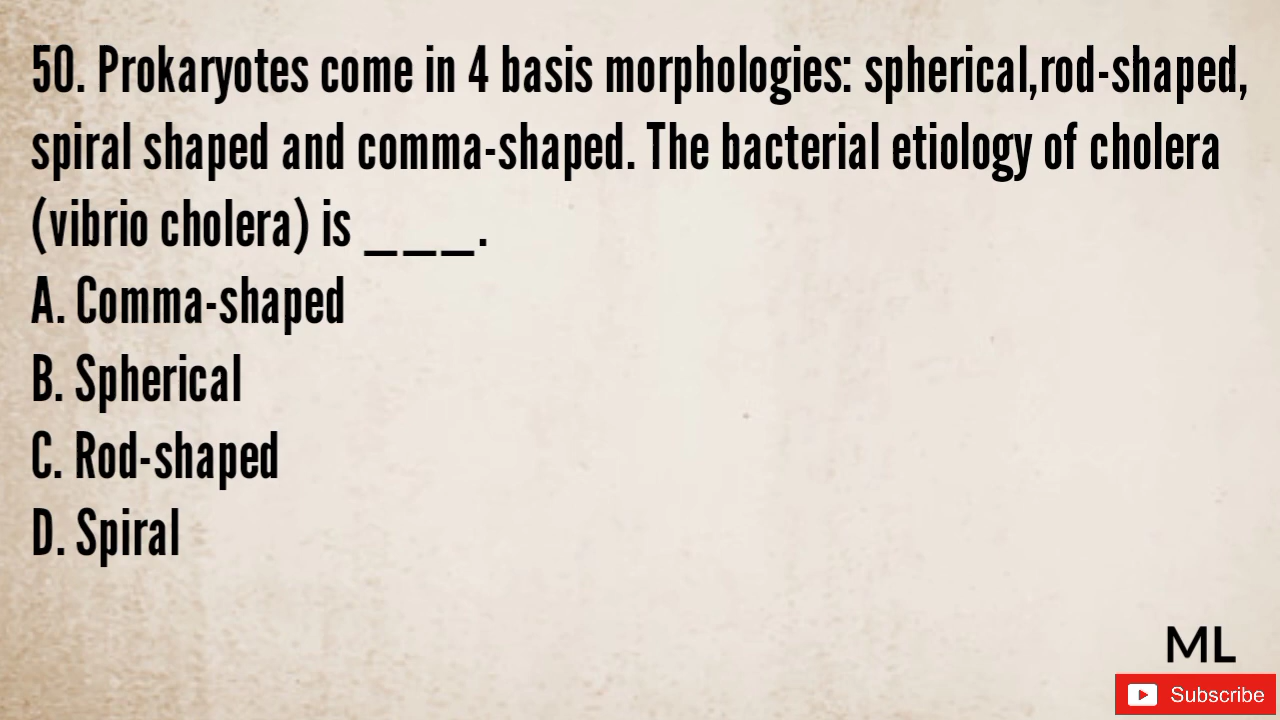 50. Prokaryotes come in 4 basis morphologies: spherical,rod-shaped,
spiral shaped and comma-shaped. The bacterial etiology of cholera
(vibrio cholera) is ___.
A. Comma-shaped
B. Spherical
C. Rod-shaped
D. Spiral
ML
Subscribe